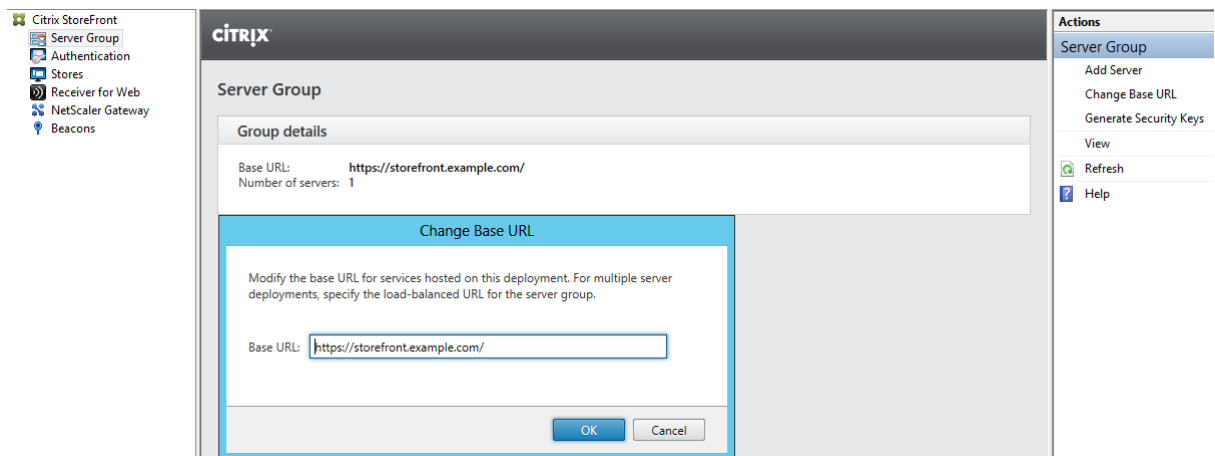 Citrix StoreFront
Server Group
Authentication
Stores
Receiver for Web
NetScaler Gateway
Beacons
CİTRIX
Server Group
Group details
Base URL: https://storefront.example.com/
Number of servers: 1
Change Base URL
Modify the base URL for services hosted on this deployment. For multiple server
deployments, specify the load-balanced URL for the server group.
Base URL: https://storefront.example.com/
OK Cancel
Actions
Server Group
Add Server
Change Base URL
Generate Security Keys
View
Refresh
Help